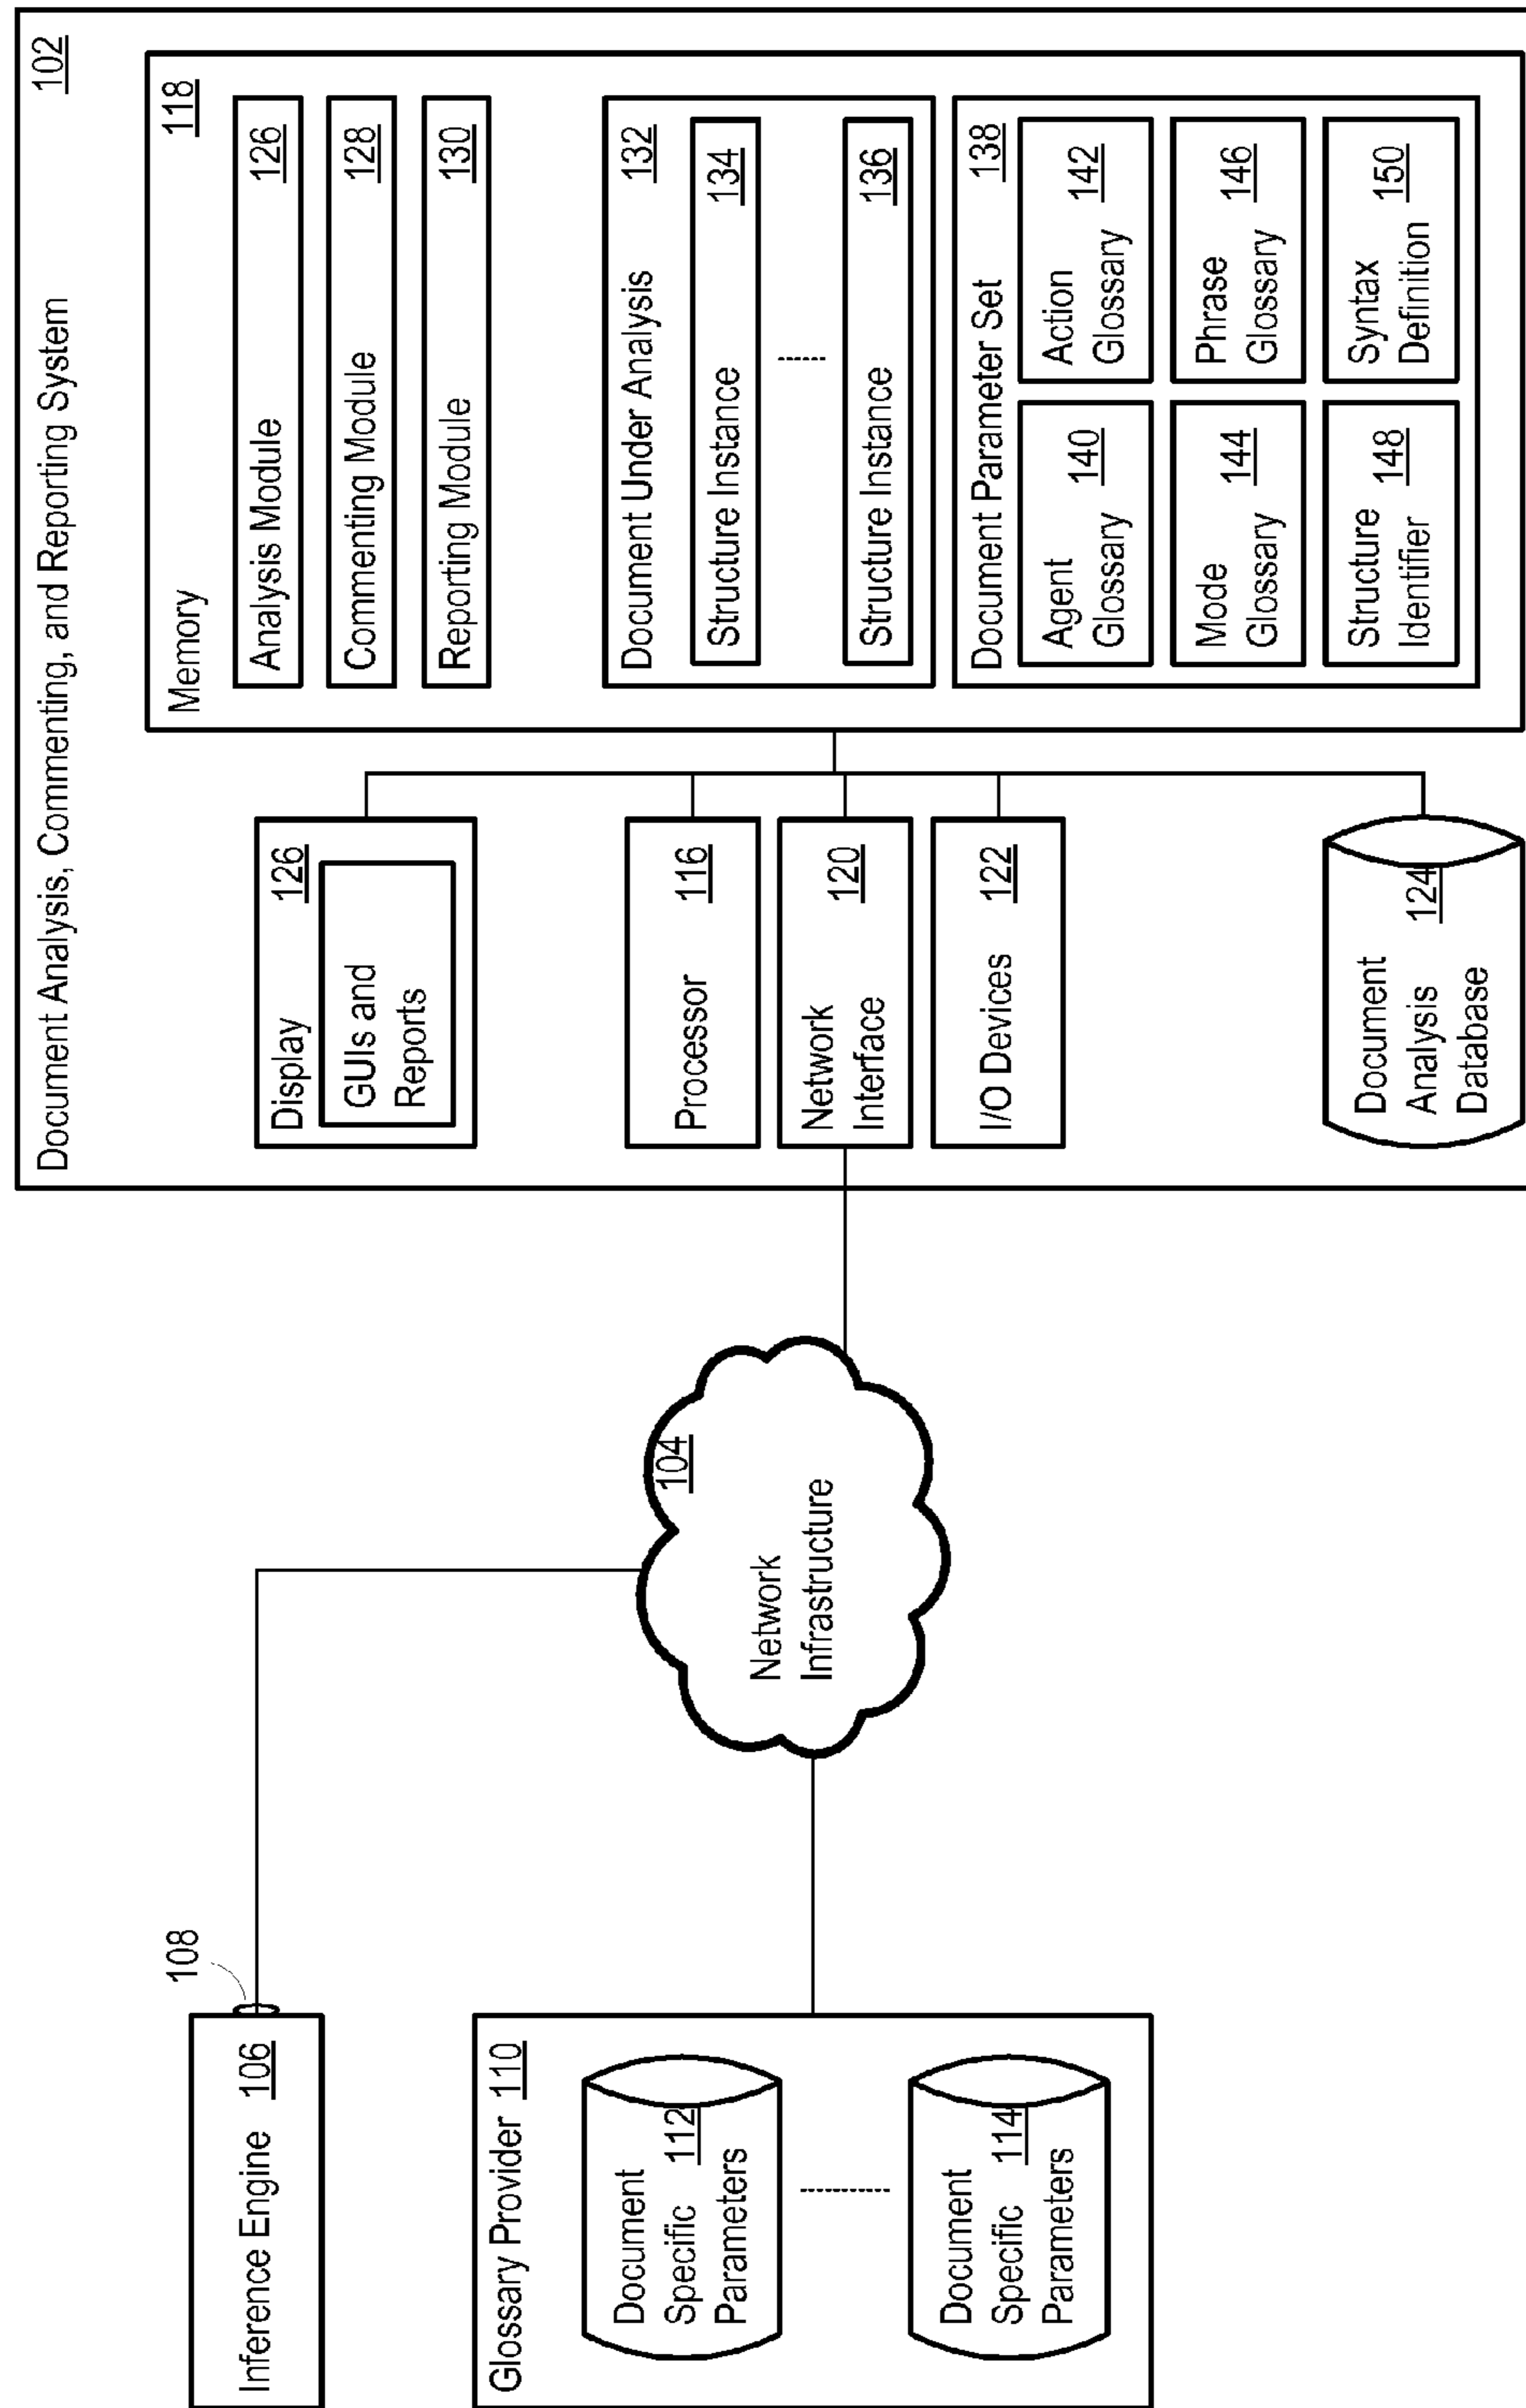 Document Analysis, Commenting, and Reporting System 102
Inference Engine 106
108
Glossary Provider 110
Document
Specific 112
Parameters
Document
Specific 114
Parameters
104
Network
Infrastructure
Display 126
GUIs and
Reports
Processor 116
Network 120
Interface
I/O Devices 122
Document
Analysis 124
Database
Memory 118
Analysis Module 126
Commenting Module 128
Reporting Module 130
Document Under Analysis 132
Structure Instance 134
Structure Instance 136
Document Parameter Set 138
Agent 140
Glossary
Action 142
Glossary
Mode 144
Glossary
Phrase 146
Glossary
Structure 148
Identifier
Syntax 150
Definition